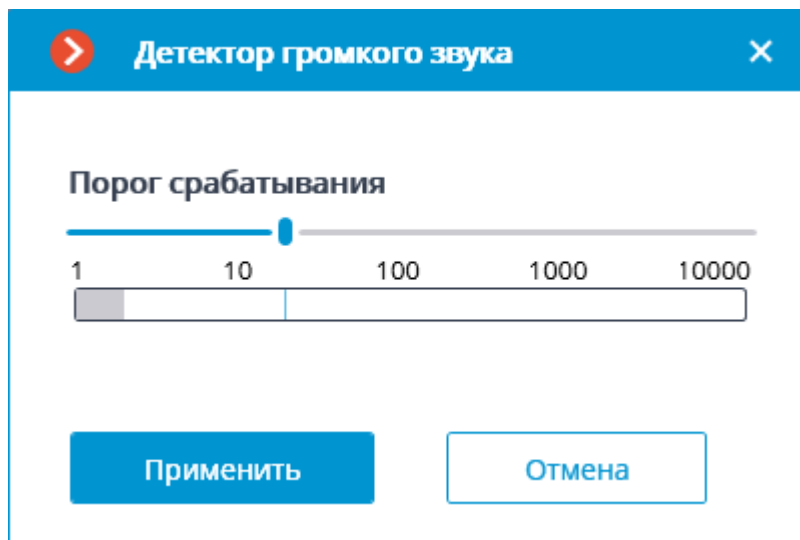 Детектор громкого звука
Порог срабатывания
1 10 100 1000 10000
Применить Отмена